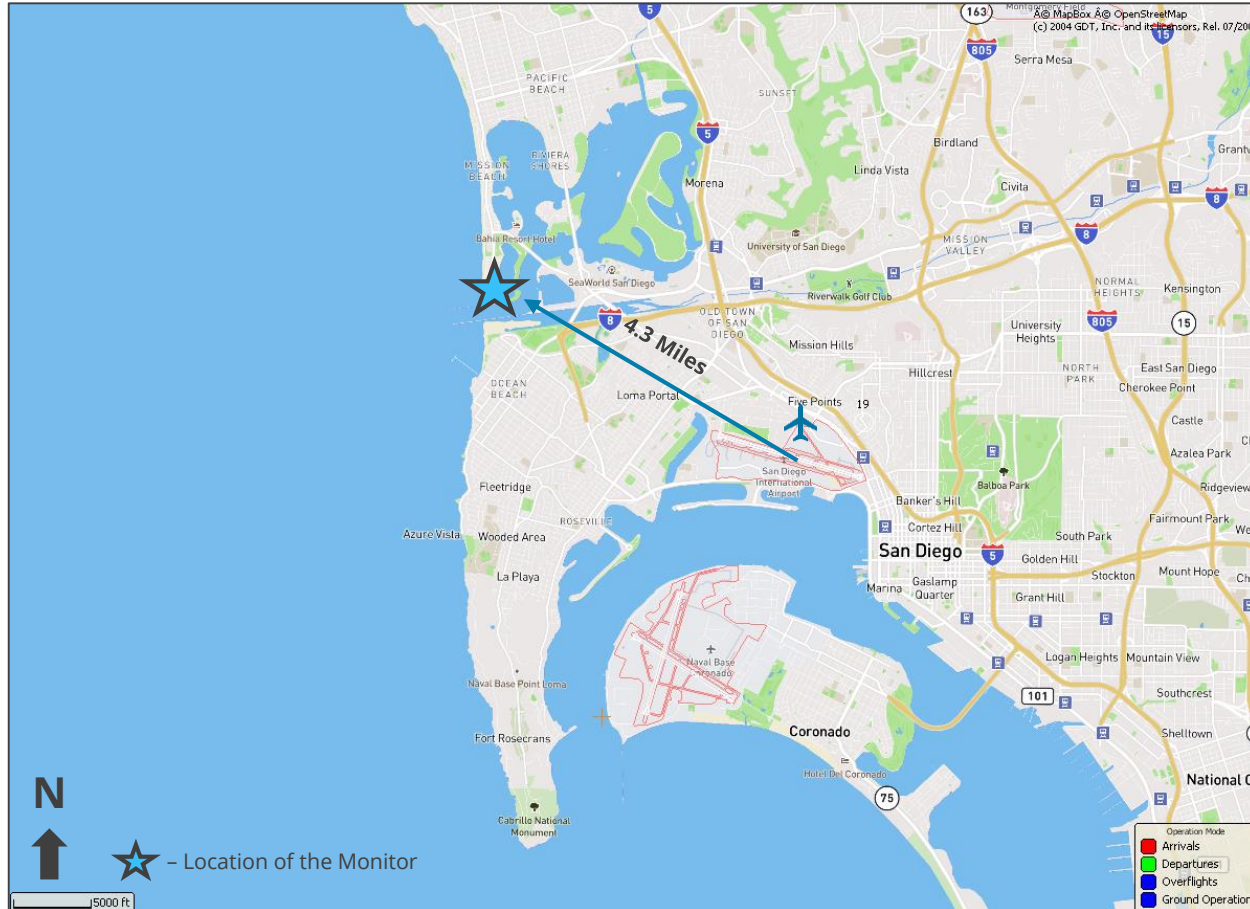 5
163
Montgomery Field
Â© MapBox Â© OpenStreetMap
(c) 2004 GDT, Inc. and its licensors, Rel. 07/200
805
15
Serra Mesa
PACIFIC
BEACH
SUNSET
5
Birdland
Linda Vista
MISSION
BEACH
RIVIERA
SHORES
Morena
Civita
8
Bahia Resort Hotel
University of San Diego
MISSION
VALLEY
8
SeaWorld San Diego
Riverwalk Golf Club
NORMAL
HEIGHTS
Kensington
8
4.3 Miles
OLD TOWN
OF SAN
DIEGO
Mission Hills
University
Heights
805
15
OCEAN
BEACH
Hillcrest
NORTH
PARK
East San Diego
Cherokee Point
Loma Portal
Five Points
19
Castle
San Diego
International
Airport
Azalea Park
Balboa Park
Fleetridge
Banker's Hill
Ridgeview
ROSEVILLE
Cortez Hill
Fairmount Park
Azure Vista
Wooded Area
San Diego
5
South Park
Golden Hill
La Playa
Marina
Gaslamp
Quarter
Stockton
Mount Hope
Grant Hill
Naval Base
Coronado
Logan Heights
Mountain View
Naval Base Point Loma
101
Southcrest
Fort Rosecrans
Coronado
Shelltown
Hotel Del Coronado
75
National C
N
Cabrillo National
Monument
– Location of the Monitor
5000 ft
Operation Mode
Arrivals
Departures
Overflights
Ground Operation